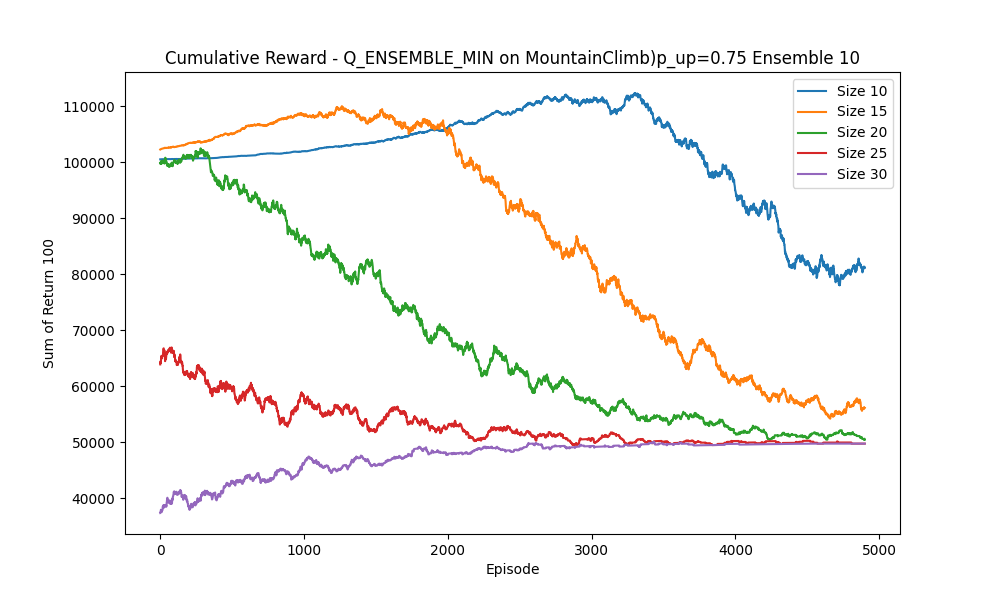 Cumulative Reward - Q_ENSEMBLE_MIN on MountainClimb)p_up=0.75 Ensemble 10
Sum of Return 100
110000
100000
90000
80000
70000
60000
50000
40000
Size 10
Size 15
Size 20
Size 25
Size 30
0 1000 2000 3000 4000 5000
Episode